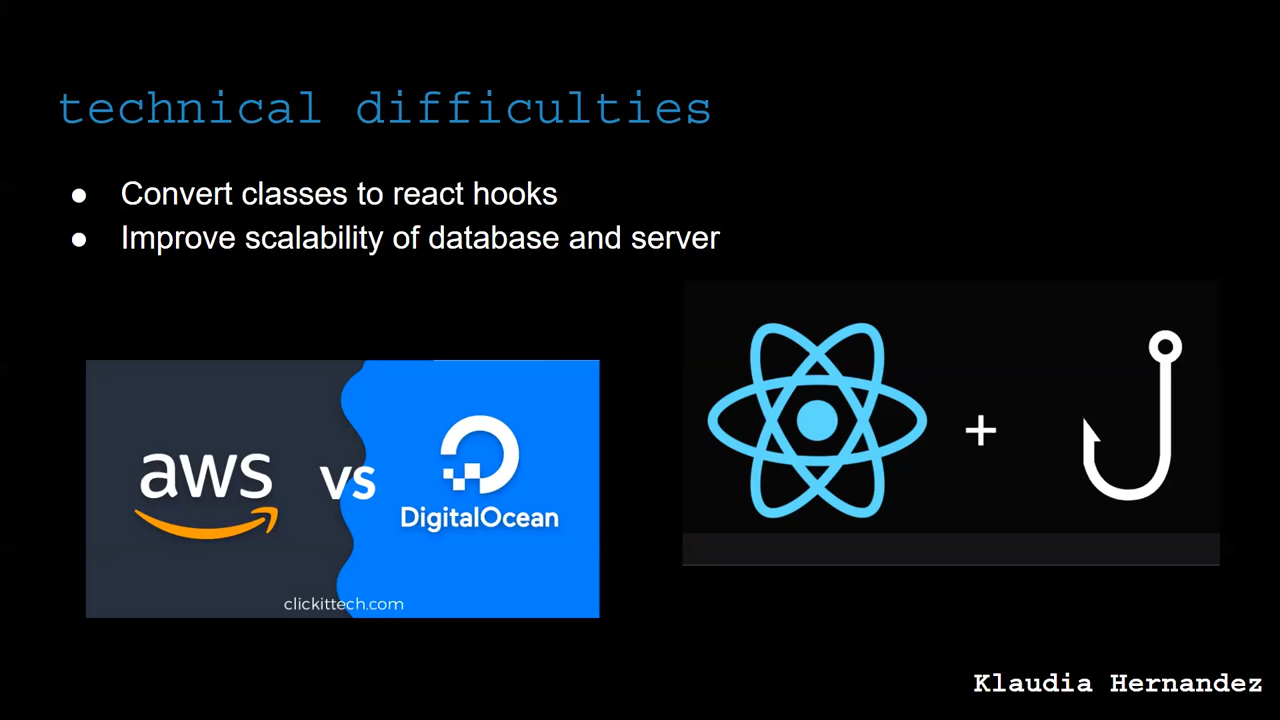 technical difficulties
● Convert classes to react hooks
● Improve scalability of database and server
aws vs DigitalOcean
clickittech.com
+
Klaudia Hernandez